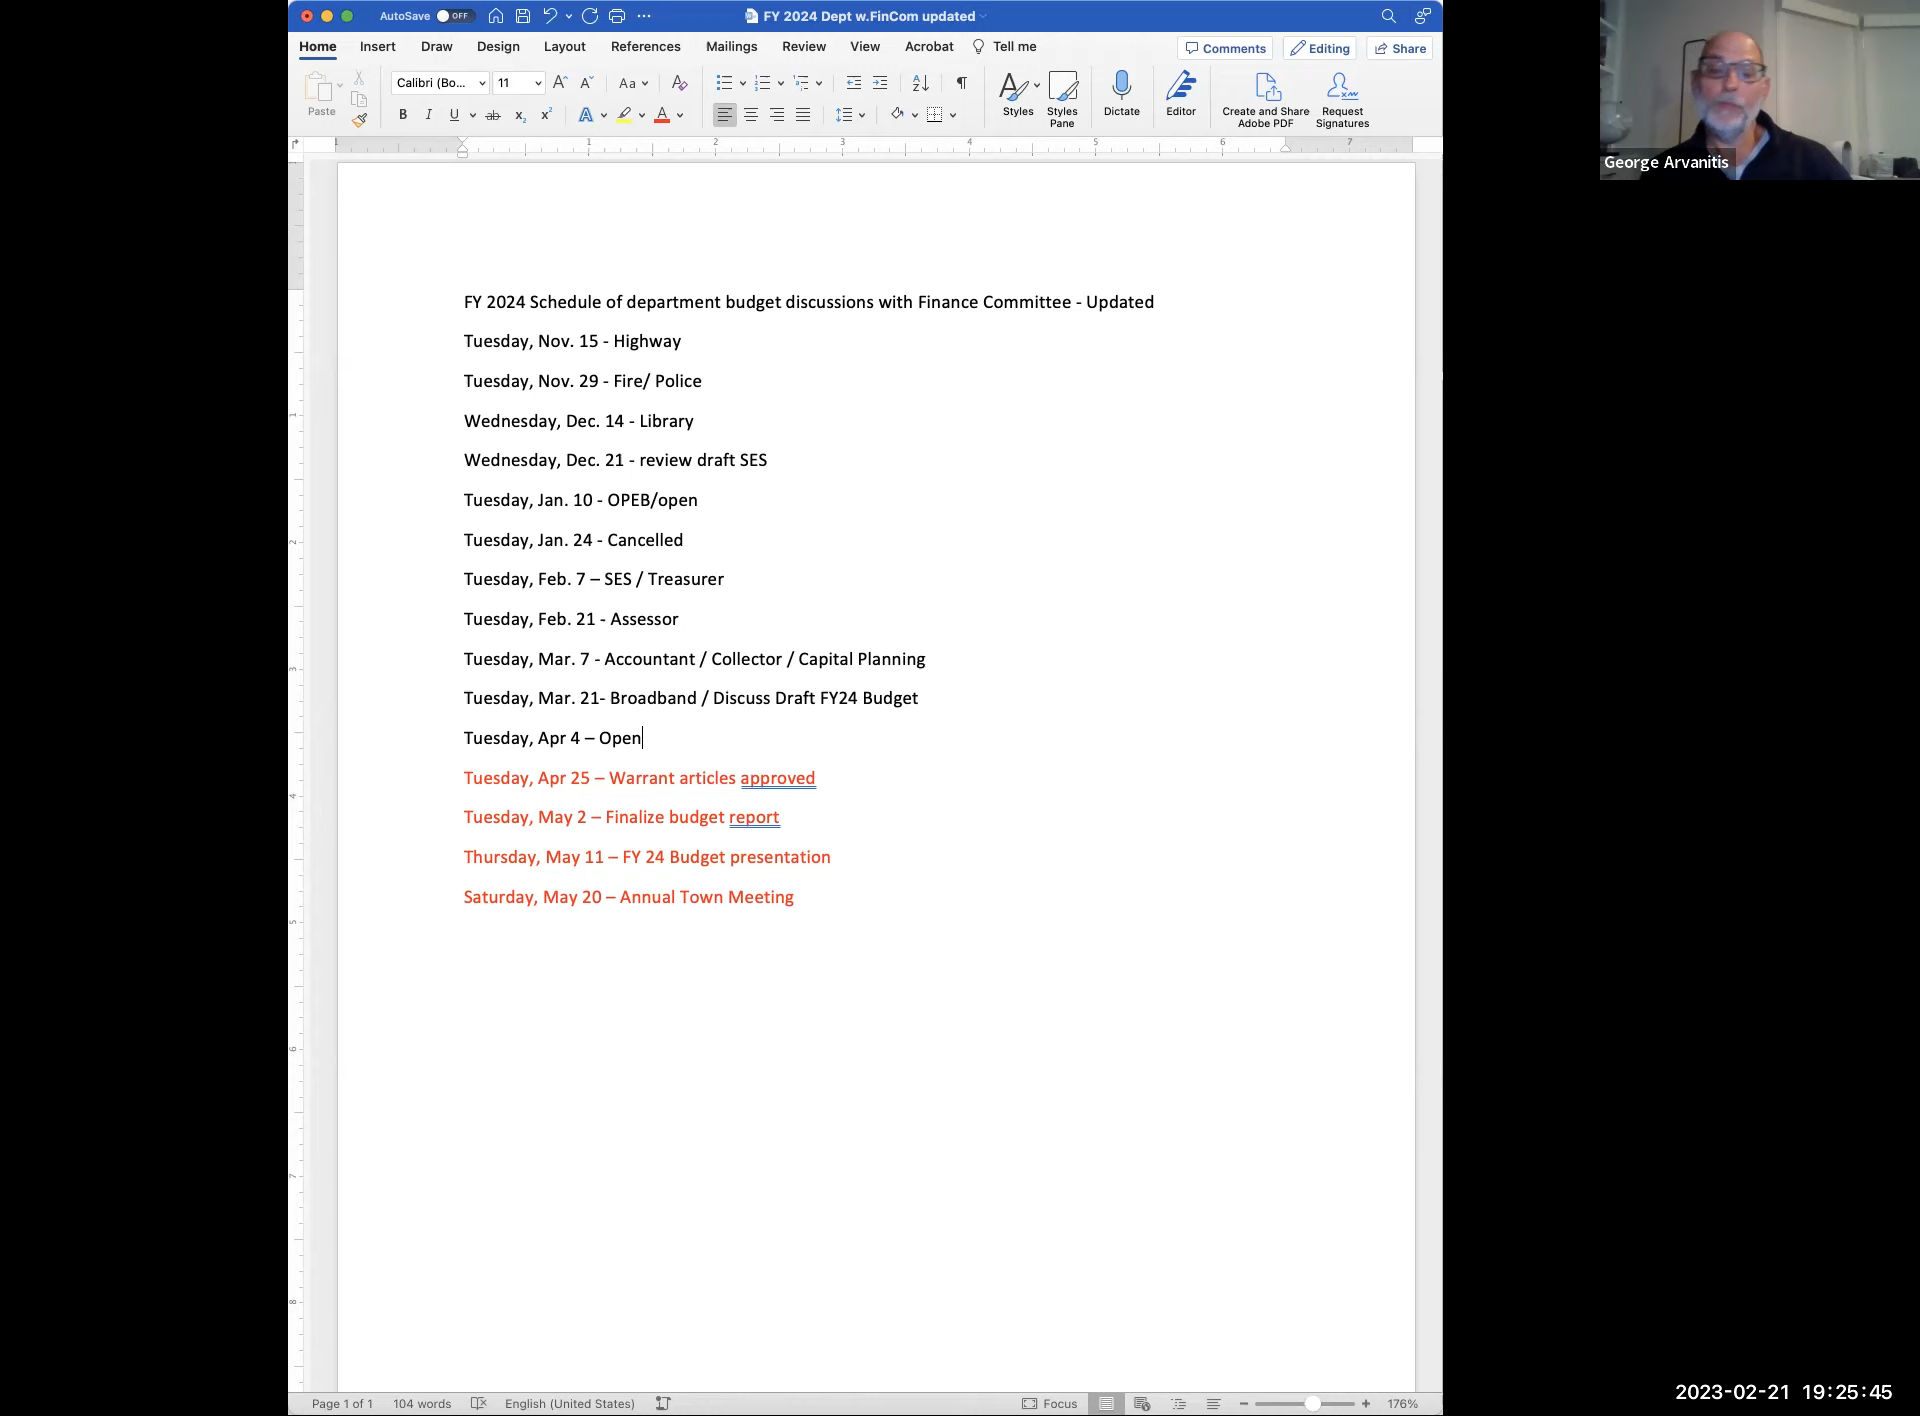 AutoSave OFF FY 2024 Dept w.FinCom updated
Home Insert Draw Design Layout References Mailings Review View Acrobat Tell me Comments Editing Share
Paste Calibri (Bo... 11 Styles Styles Pane Dictate Editor Create and Share Adobe PDF Request Signatures
George Arvanitis
FY 2024 Schedule of department budget discussions with Finance Committee - Updated
Tuesday, Nov. 15 - Highway
Tuesday, Nov. 29 - Fire/ Police
Wednesday, Dec. 14 - Library
Wednesday, Dec. 21 - review draft SES
Tuesday, Jan. 10 - OPEB/open
Tuesday, Jan. 24 - Cancelled
Tuesday, Feb. 7 – SES / Treasurer
Tuesday, Feb. 21 - Assessor
Tuesday, Mar. 7 - Accountant / Collector / Capital Planning
Tuesday, Mar. 21- Broadband / Discuss Draft FY24 Budget
Tuesday, Apr 4 – Open
Tuesday, Apr 25 – Warrant articles approved
Tuesday, May 2 – Finalize budget report
Thursday, May 11 – FY 24 Budget presentation
Saturday, May 20 – Annual Town Meeting
Page 1 of 1 104 words English (United States) Focus 176%
2023-02-21 19:25:45